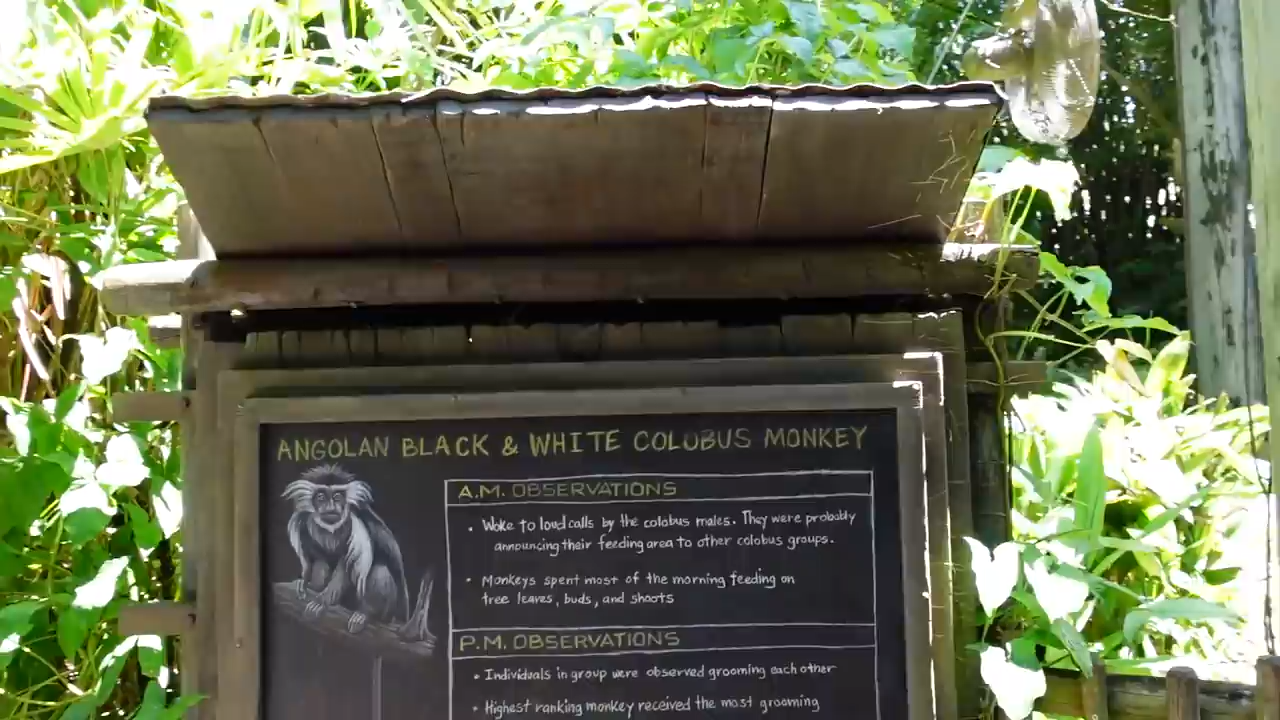 ANGOLAN BLACK & WHITE COLOBUS MONKEY
A.M. OBSERVATIONS
• Woke to loud calls by the colobus males. They were probably
announcing their feeding area to other colobus groups.
• Monkeys spent most of the morning feeding on
tree leaves, buds, and shoots
P.M. OBSERVATIONS
• Individuals in group were observed grooming each other
• Highest ranking monkey received the most grooming